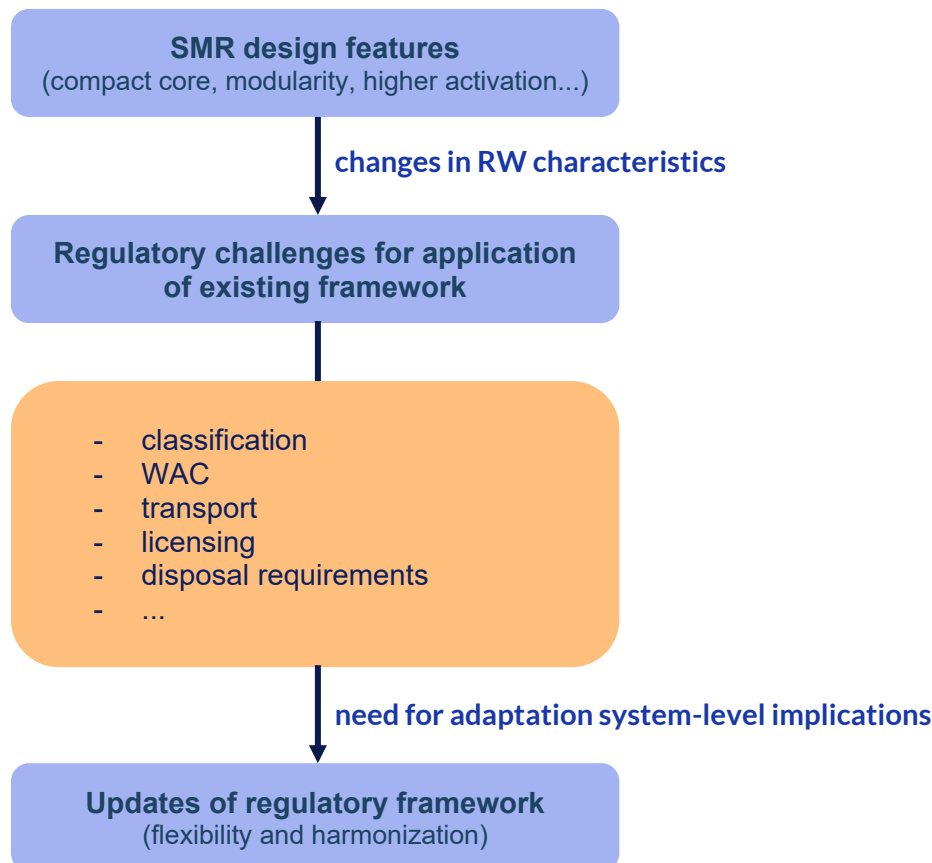 SMR design features
(compact core, modularity, higher activation...)
changes in RW characteristics
Regulatory challenges for application
of existing framework
- classification
- WAC
- transport
- licensing
- disposal requirements
- ...
need for adaptation system-level implications
Updates of regulatory framework
(flexibility and harmonization)